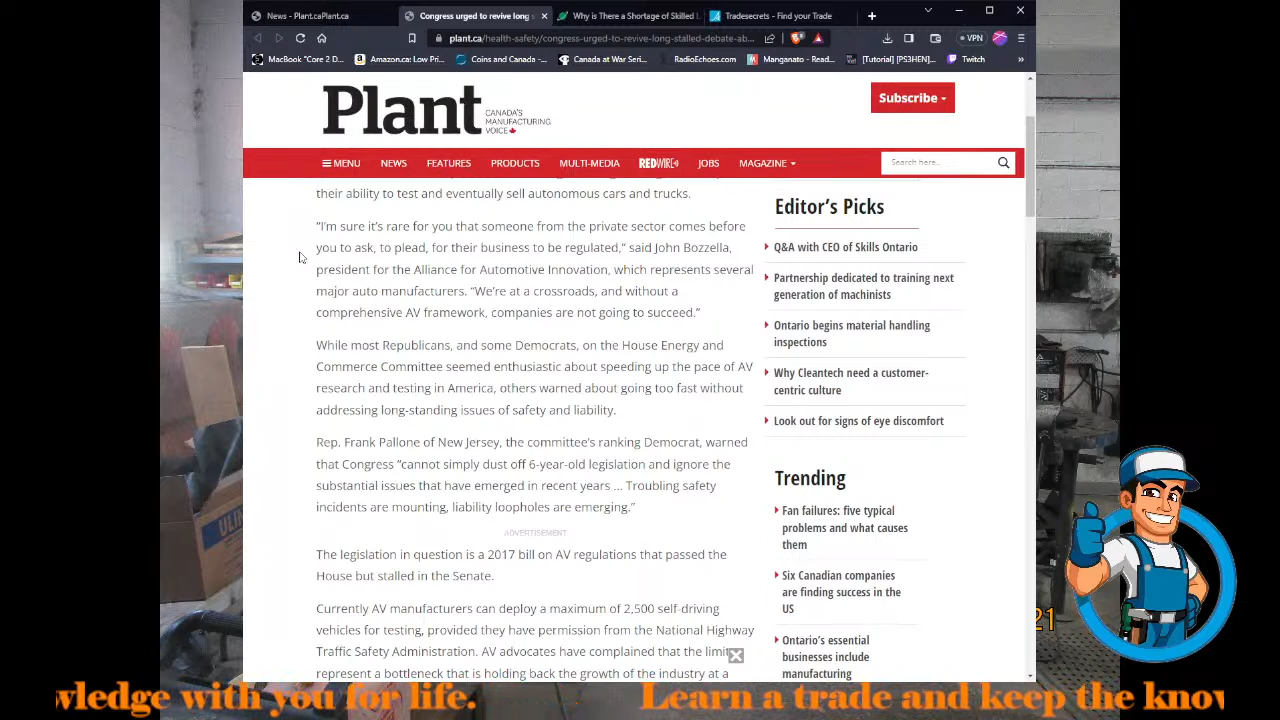 News - Plant.caPlant.ca
Congress urged to revive long s
Why is There a Shortage of Skilled L
Tradesecrets - Find your Trade
plant.ca/health-safety/congress-urged-to-revive-long-stalled-debate-ab...
VPN
MacBook "Core 2 D...
Amazon.ca: Low Pri...
Coins and Canada -...
Canada at War Seri...
RadioEchoes.com
Manganato - Read...
[Tutorial] [PS3HEN]...
Twitch
»
Plant
CANADA'S
MANUFACTURING
VOICE
Subscribe
MENU
NEWS
FEATURES
PRODUCTS
MULTI-MEDIA
REDWIRE
JOBS
MAGAZINE
Search here..
their ability to test and eventually sell autonomous cars and trucks.
"I'm sure it's rare for you that someone from the private sector comes before
you to ask, to plead, for their business to be regulated," said John Bozzella,
president for the Alliance for Automotive Innovation, which represents several
major auto manufacturers. "We're at a crossroads, and without a
comprehensive AV framework, companies are not going to succeed."
While most Republicans, and some Democrats, on the House Energy and
Commerce Committee seemed enthusiastic about speeding up the pace of AV
research and testing in America, others warned about going too fast without
addressing long-standing issues of safety and liability.
Rep. Frank Pallone of New Jersey, the committee's ranking Democrat, warned
that Congress "cannot simply dust off 6-year-old legislation and ignore the
substantial issues that have emerged in recent years ... Troubling safety
incidents are mounting, liability loopholes are emerging."
ADVERTISEMENT
The legislation in question is a 2017 bill on AV regulations that passed the
House but stalled in the Senate.
Currently AV manufacturers can deploy a maximum of 2,500 self-driving
vehicles for testing, provided they have permission from the National Highway
Traffic Safety Administration. AV advocates have complained that the limit
represent a bottleneck that is holding back the growth of the industry at a
Editor's Picks
Q&A with CEO of Skills Ontario
Partnership dedicated to training next
generation of machinists
Ontario begins material handling
inspections
Why Cleantech need a customer-
centric culture
Look out for signs of eye discomfort
Trending
Fan failures: five typical
problems and what causes
them
Six Canadian companies
are finding success in the
US
Ontario's essential
businesses include
manufacturing
21
wledge with you for life.
Learn a trade and keep the know